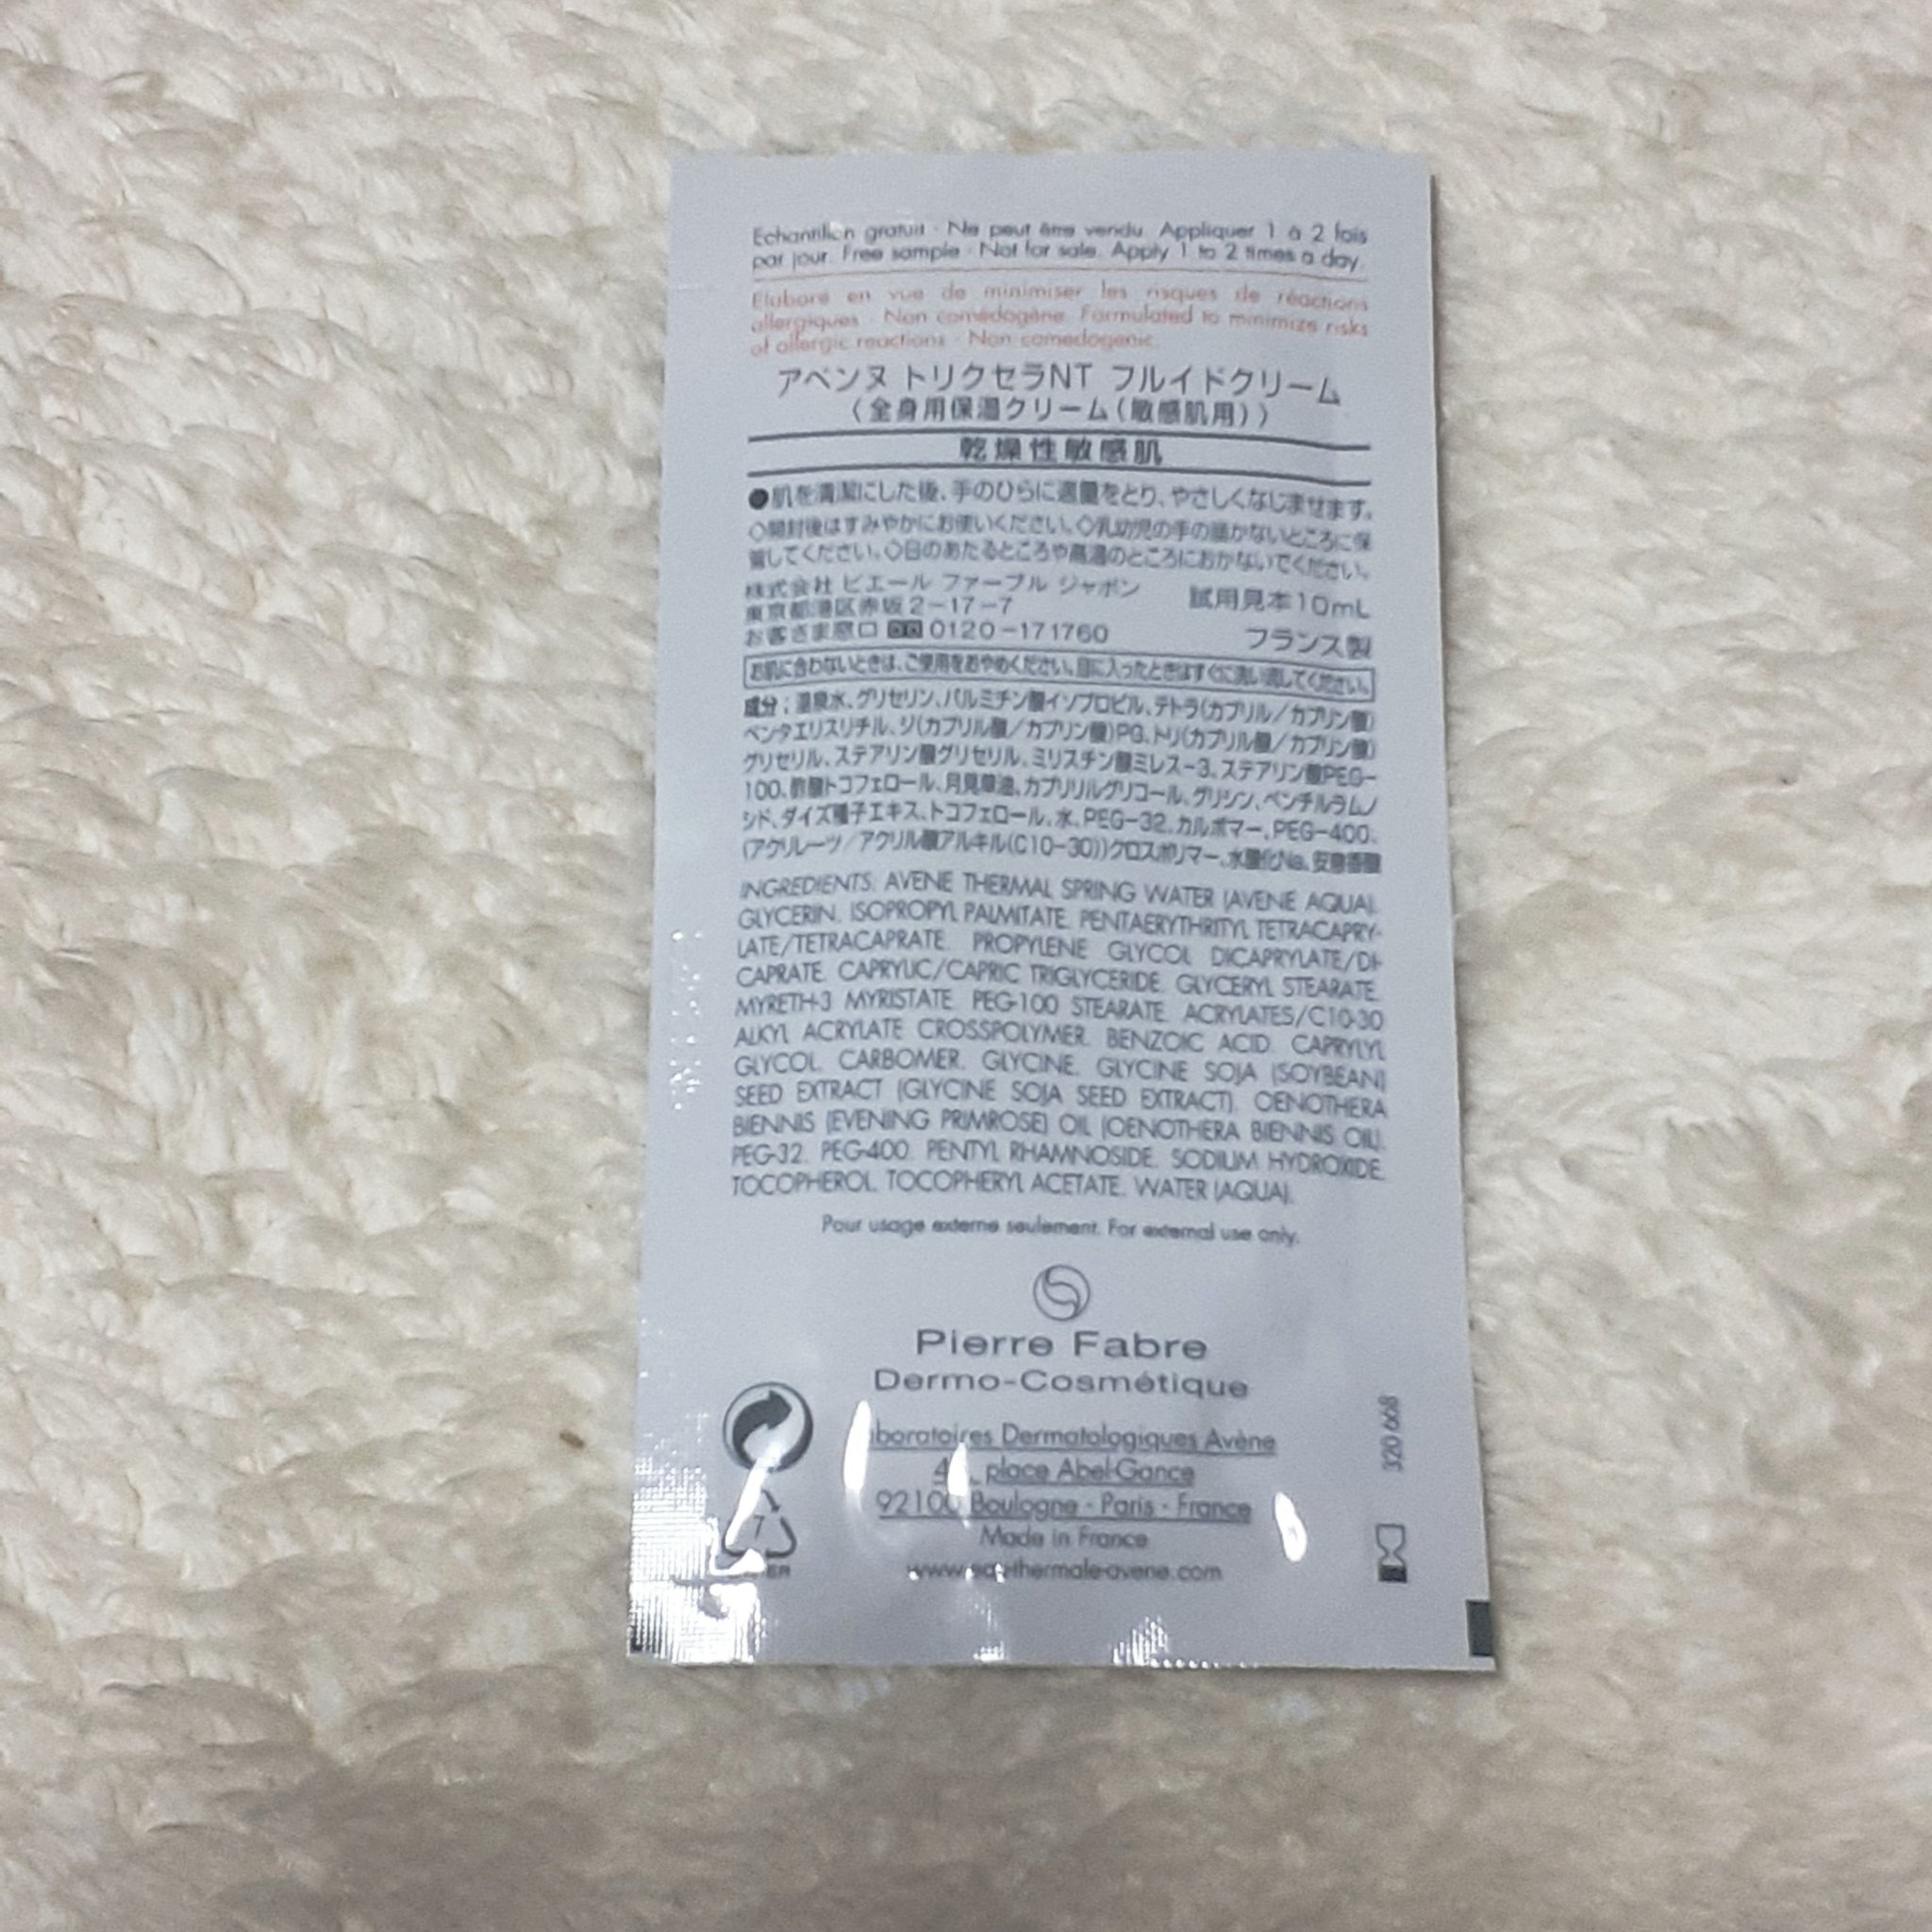 Echantillon gratuit - Ne peut être vendu. Appliquer 1 à 2 fois
par jour. Free sample - Not for sale. Apply 1 to 2 times a day.
Elaboré en vue de minimiser les risques de réactions
allergiques - Non comédogène. Formulated to minimize risks
of allergic reactions - Non-comedogenic.
アベンヌ トリクセラNT フルイドクリーム
〈全身用保湿クリーム(敏感肌用)〉
乾燥性敏感肌
●肌を清潔にした後、手のひらに適量をとり、やさしくなじませます。
◇開封後はすみやかにお使いください。◇乳幼児の手の届かないところに保
管してください。◇日のあたるところや高温のところにおかないでください。
株式会社 ピエール ファーブル ジャポン
東京都港区赤坂2-17-7
試用見本10mL
お客さま窓口 0120-171760
フランス製
お肌に合わないときは、ご使用をおやめください。目に入ったときはすぐに洗い流してください。
成分;温泉水、グリセリン、パルミチン酸イソプロピル、テトラ(カプリル/カプリン酸)
ペンタエリスリチル、ジ(カプリル酸/カプリン酸)PG、トリ(カプリル酸/カプリン酸)
グリセリル、ステアリン酸グリセリル、ミリスチン酸ミレス-3、ステアリン酸PEG-
100、酢酸トコフェロール、月見草油、カプリリルグリコール、グリシン、ペンチルラムノ
シド、ダイズ種子エキス、トコフェロール、水、PEG-32、カルボマー、PEG-400、
(アクリレーツ/アクリル酸アルキル(C10-30))クロスポリマー、水酸化Na、安息香酸
INGREDIENTS: AVENE THERMAL SPRING WATER (AVENE AQUA).
GLYCERIN. ISOPROPYL PALMITATE. PENTAERYTHRITYL TETRACAPRY-
LATE/TETRACAPRATE. PROPYLENE GLYCOL DICAPRYLATE/DI-
CAPRATE. CAPRYLIC/CAPRIC TRIGLYCERIDE. GLYCERYL STEARATE.
MYRETH-3 MYRISTATE. PEG-100 STEARATE. ACRYLATES/C10-30
ALKYL ACRYLATE CROSSPOLYMER. BENZOIC ACID. CAPRYLYL
GLYCOL. CARBOMER. GLYCINE. GLYCINE SOJA (SOYBEAN)
SEED EXTRACT (GLYCINE SOJA SEED EXTRACT). OENOTHERA
BIENNIS (EVENING PRIMROSE) OIL (OENOTHERA BIENNIS OIL).
PEG-32. PEG-400. PENTYL RHAMNOSIDE. SODIUM HYDROXIDE.
TOCOPHEROL. TOCOPHERYL ACETATE. WATER (AQUA).
Pour usage externe seulement. For external use only.
Pierre Fabre
Dermo-Cosmétique
Dermatologiques Avène
place Abel-Gance
Boulogne - Paris - France
Made in France
320 668
7